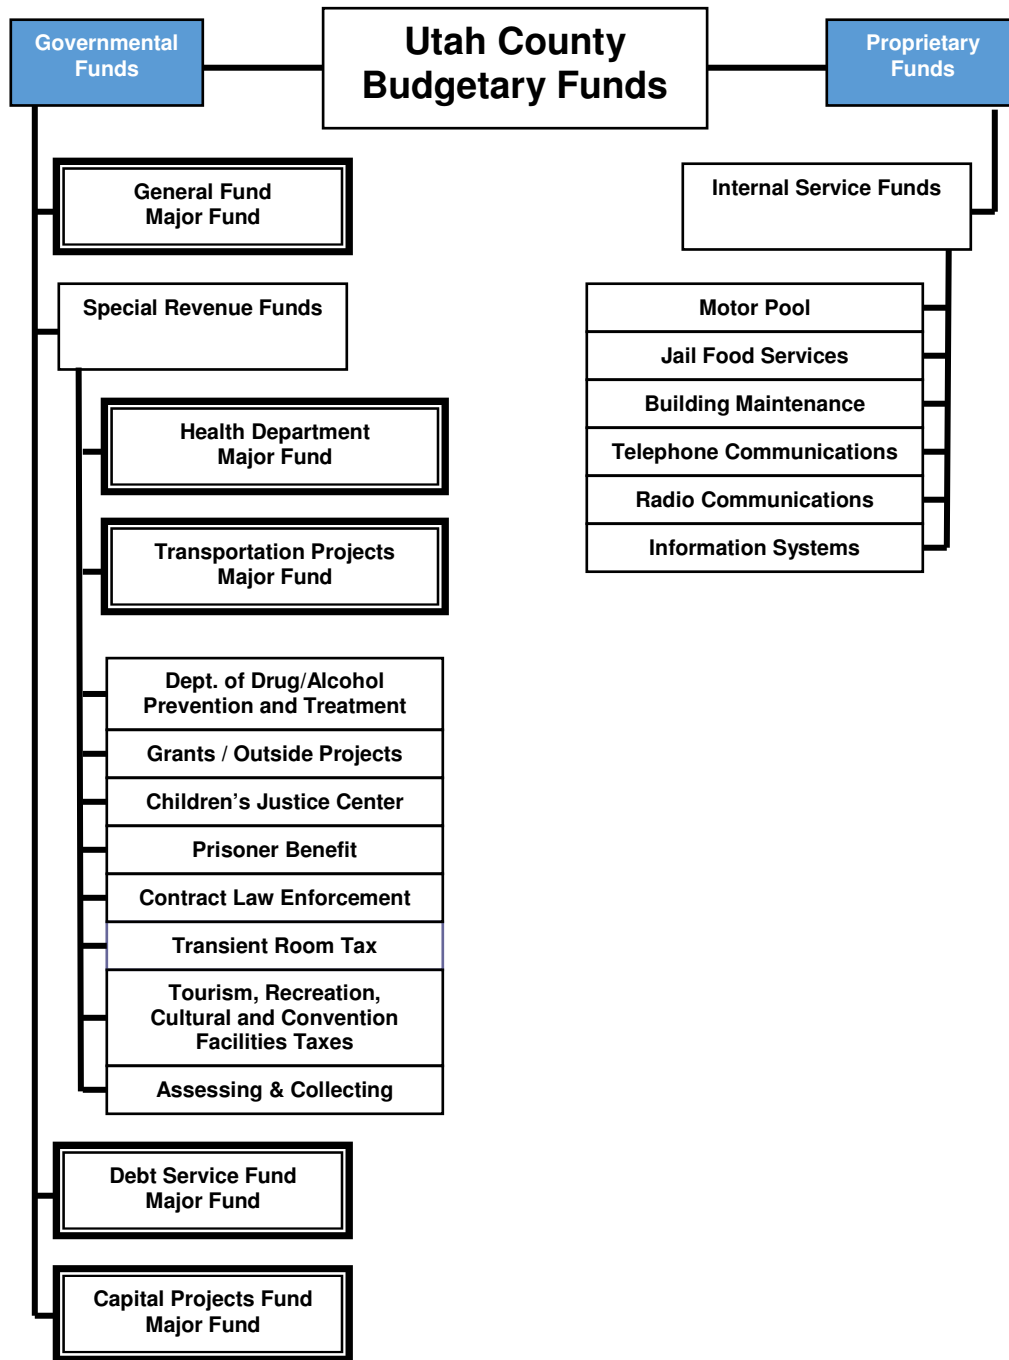 Governmental
Funds
Utah County
Budgetary Funds
Proprietary
Funds
General Fund
Major Fund
Special Revenue Funds
Health Department
Major Fund
Transportation Projects
Major Fund
Dept. of Drug/Alcohol
Prevention and Treatment
Grants / Outside Projects
Children's Justice Center
Prisoner Benefit
Contract Law Enforcement
Transient Room Tax
Tourism, Recreation,
Cultural and Convention
Facilities Taxes
Assessing & Collecting
Debt Service Fund
Major Fund
Capital Projects Fund
Major Fund
Internal Service Funds
Motor Pool
Jail Food Services
Building Maintenance
Telephone Communications
Radio Communications
Information Systems